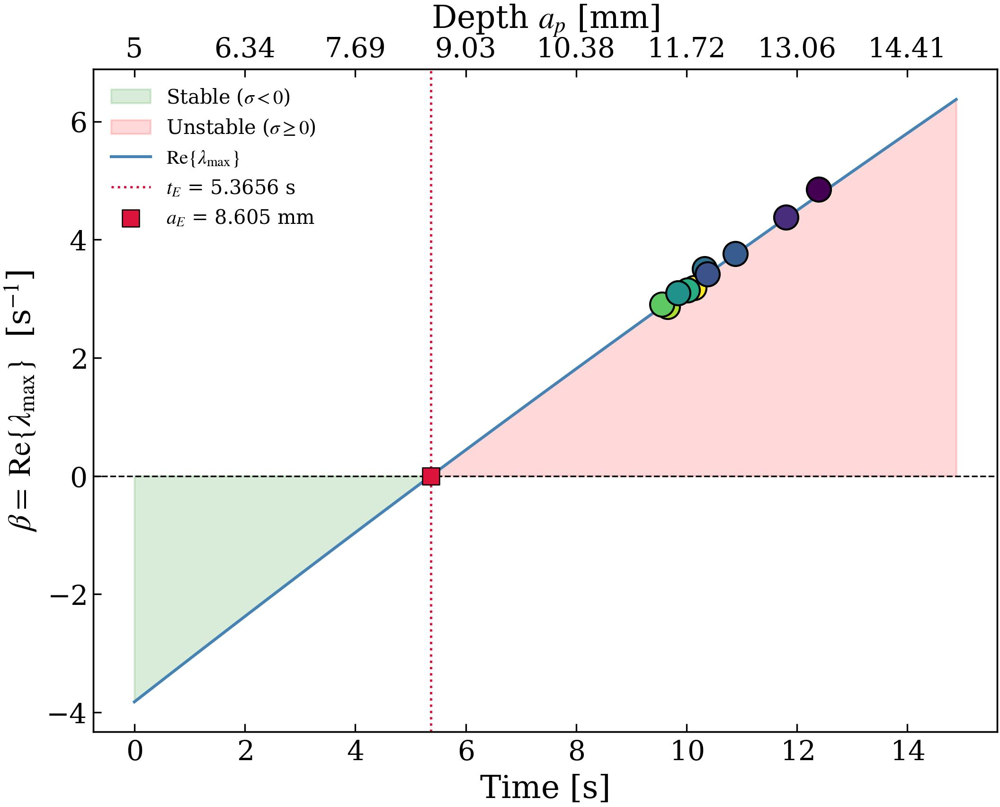 Depth aₚ [mm]
5 6.34 7.69 9.03 10.38 11.72 13.06 14.41
Stable (σ < 0)
Unstable (σ ≥ 0)
Re{λ_max}
t_E = 5.3656 s
a_E = 8.605 mm
β = Re{λ_max} [s⁻¹]
6
4
2
0
−2
−4
0 2 4 6 8 10 12 14
Time [s]